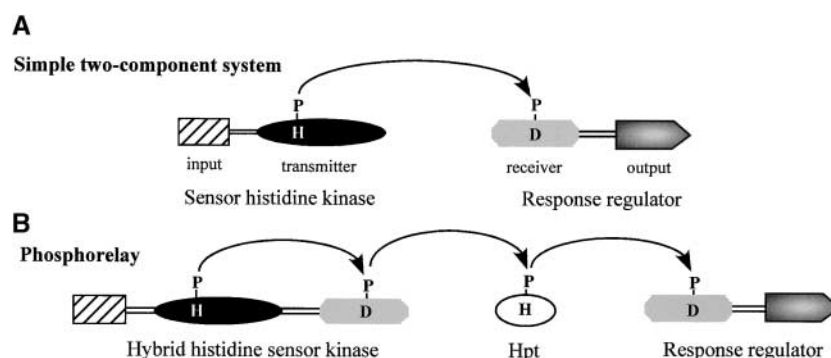 A
Simple two-component system
P P
H D
input transmitter receiver output
Sensor histidine kinase Response regulator
B
Phosphorelay
P P P P
H D H D
Hybrid histidine sensor kinase Hpt Response regulator